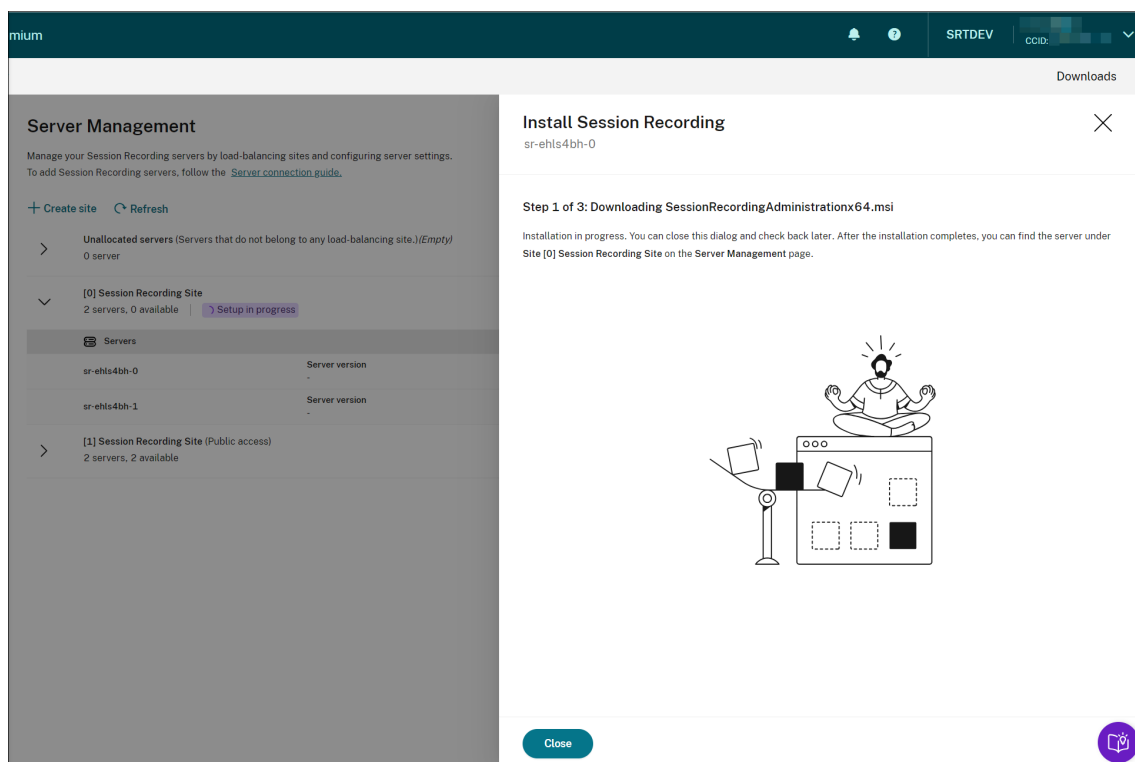 mium
SRTDEV
CCID:
Downloads
Server Management
Manage your Session Recording servers by load-balancing sites and configuring server settings.
To add Session Recording servers, follow the Server connection guide.
Create site Refresh
Unallocated servers (Servers that do not belong to any load-balancing site.)(Empty)
0 server
[0] Session Recording Site
2 servers, 0 available Setup in progress
Servers
sr-ehls4bh-0 Server version
-
sr-ehls4bh-1 Server version
-
[1] Session Recording Site (Public access)
2 servers, 2 available
Install Session Recording
sr-ehls4bh-0
Step 1 of 3: Downloading SessionRecordingAdministrationx64.msi
Installation in progress. You can close this dialog and check back later. After the installation completes, you can find the server under
Site [0] Session Recording Site on the Server Management page.
Close